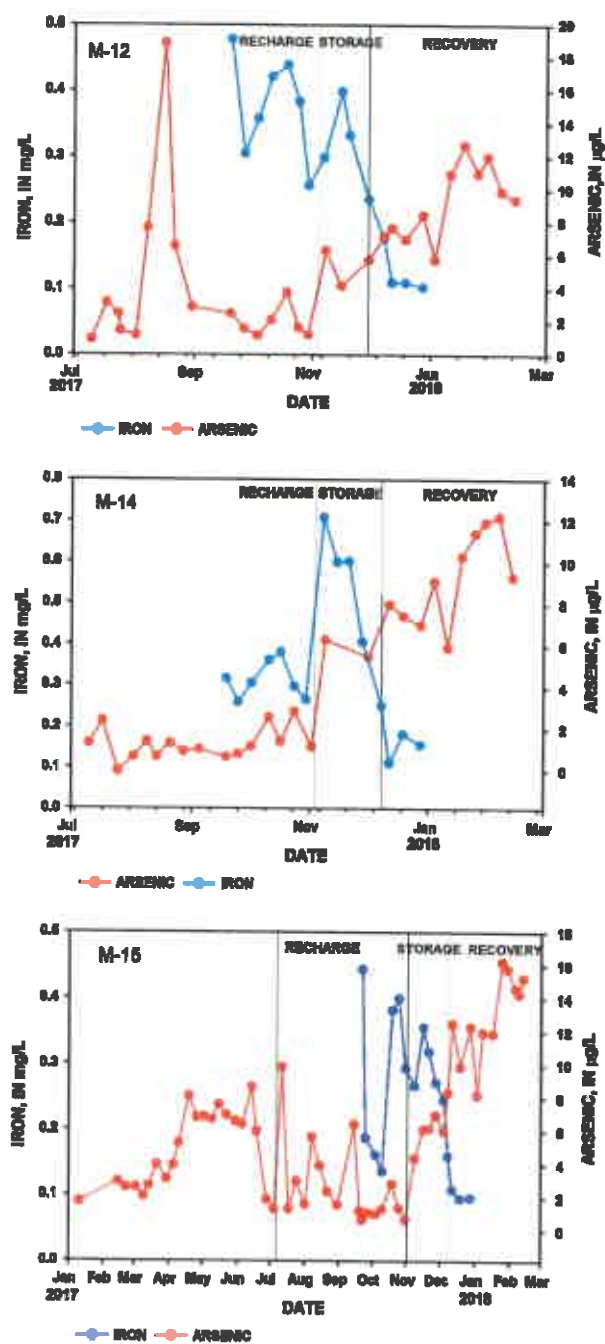 M-12
RECHARGE STORAGE RECOVERY
IRON, IN mg/L
0.5
0.4
0.3
0.2
0.1
0.0
ARSENIC, IN µg/L
20
18
16
14
12
10
8
6
4
2
0
Jul Sep Nov Jan Mar
2017 2018
DATE
IRON ARSENIC
M-14
RECHARGE STORAGE RECOVERY
IRON, IN mg/L
0.8
0.7
0.6
0.5
0.4
0.3
0.2
0.1
0.0
ARSENIC, IN µg/L
14
12
10
8
6
4
2
0
Jul Sep Nov Jan Mar
2017 2018
DATE
ARSENIC IRON
M-15
RECHARGE STORAGE RECOVERY
IRON, IN mg/L
0.5
0.4
0.3
0.2
0.1
0.0
ARSENIC, IN µg/L
18
16
14
12
10
8
6
4
2
0
Jan Feb Mar Apr May Jun Jul Aug Sep Oct Nov Dec Jan Feb Mar
2017 2018
DATE
IRON ARSENIC